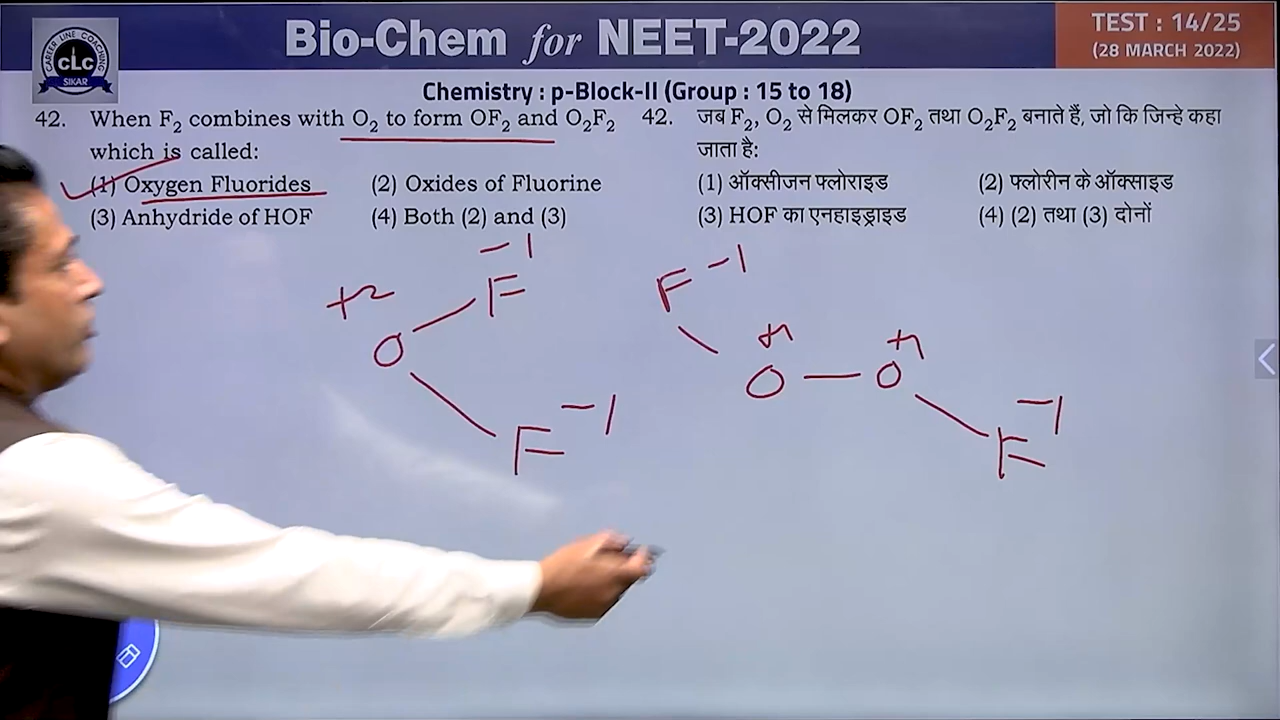 Bio-Chem for NEET-2022
TEST : 14/25
(28 MARCH 2022)
CAREER LINE COACHING
CLC
SIKAR
Chemistry : p-Block-II (Group : 15 to 18)
42. When F₂ combines with O₂ to form OF₂ and O₂F₂
which is called:
(1) Oxygen Fluorides (2) Oxides of Fluorine
(3) Anhydride of HOF (4) Both (2) and (3)
42. जब F₂, O₂ से मिलकर OF₂ तथा O₂F₂ बनाते हैं, जो कि जिन्हे कहा
जाता है:
(1) ऑक्सीजन फ्लोराइड (2) फ्लोरीन के ऑक्साइड
(3) HOF का एनहाइड्राइड (4) (2) तथा (3) दोनों
-1
+2 F
O
F -1
F -1
+1 +1
O — O
-1
F